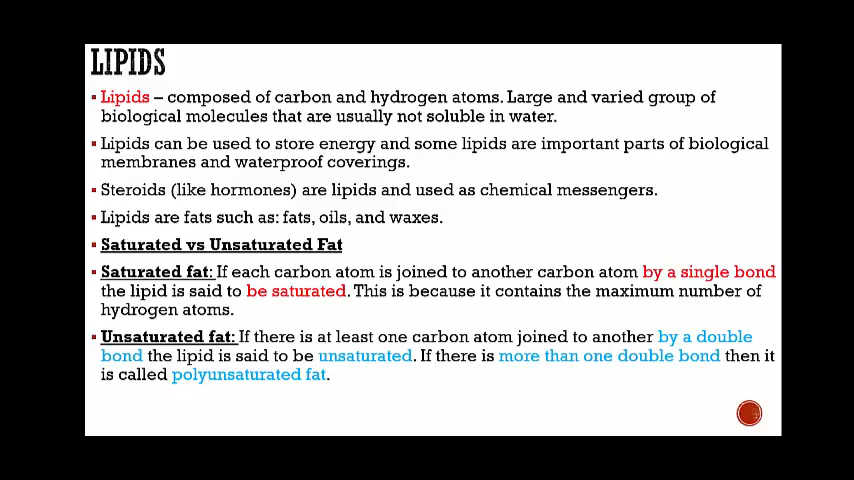 LIPIDS
▪ Lipids – composed of carbon and hydrogen atoms. Large and varied group of
biological molecules that are usually not soluble in water.
▪ Lipids can be used to store energy and some lipids are important parts of biological
membranes and waterproof coverings.
▪ Steroids (like hormones) are lipids and used as chemical messengers.
▪ Lipids are fats such as: fats, oils, and waxes.
▪ Saturated vs Unsaturated Fat
▪ Saturated fat: If each carbon atom is joined to another carbon atom by a single bond
the lipid is said to be saturated. This is because it contains the maximum number of
hydrogen atoms.
▪ Unsaturated fat: If there is at least one carbon atom joined to another by a double
bond the lipid is said to be unsaturated. If there is more than one double bond then it
is called polyunsaturated fat.